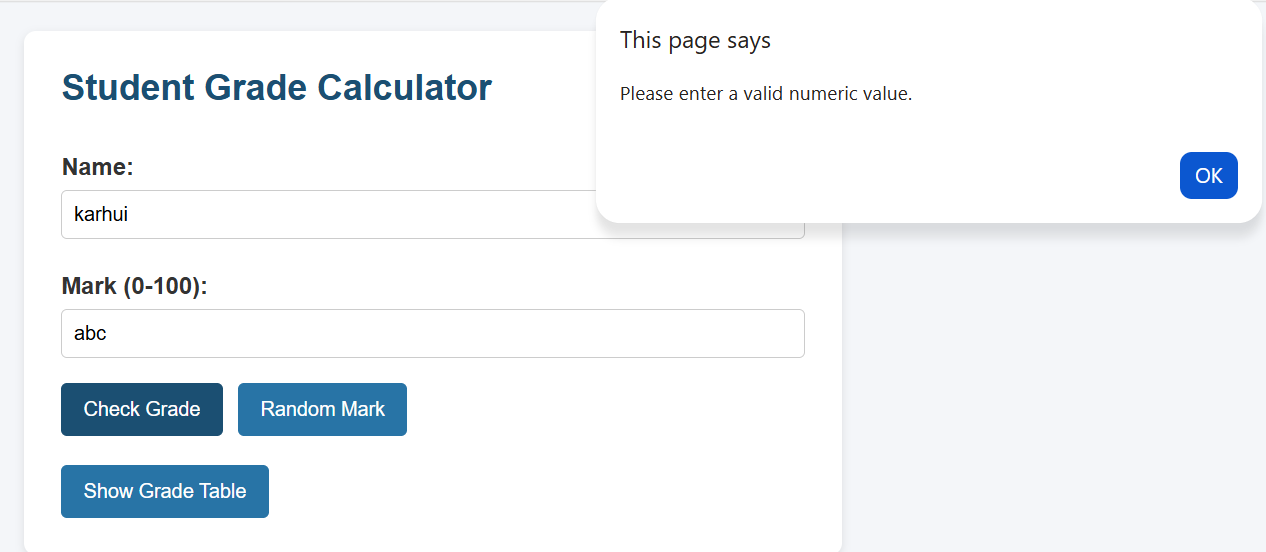 This page says
Please enter a valid numeric value.
OK
Student Grade Calculator
Name:
karhui
Mark (0-100):
abc
Check Grade
Random Mark
Show Grade Table